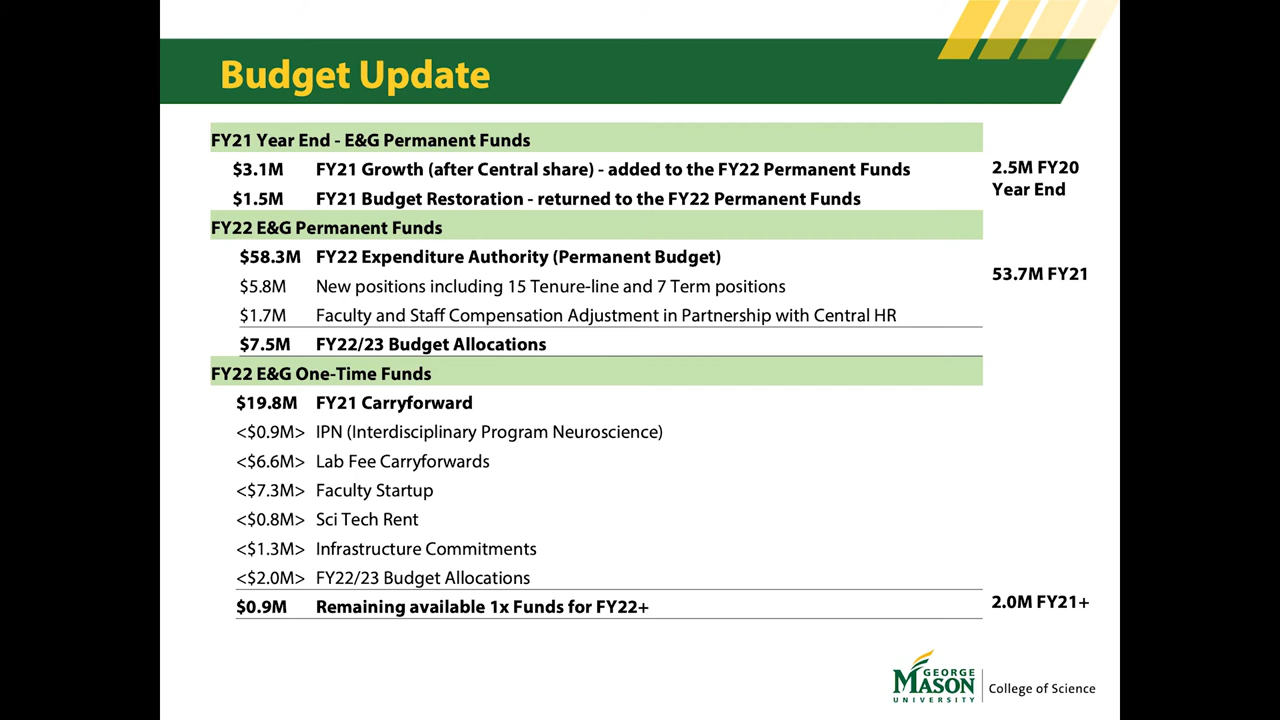 Budget Update
FY21 Year End - E&G Permanent Funds
$3.1M FY21 Growth (after Central share) - added to the FY22 Permanent Funds
2.5M FY20
Year End
$1.5M FY21 Budget Restoration - returned to the FY22 Permanent Funds
FY22 E&G Permanent Funds
$58.3M FY22 Expenditure Authority (Permanent Budget)
53.7M FY21
$5.8M New positions including 15 Tenure-line and 7 Term positions
$1.7M Faculty and Staff Compensation Adjustment in Partnership with Central HR
$7.5M FY22/23 Budget Allocations
FY22 E&G One-Time Funds
$19.8M FY21 Carryforward
<$0.9M> IPN (Interdisciplinary Program Neuroscience)
<$6.6M> Lab Fee Carryforwards
<$7.3M> Faculty Startup
<$0.8M> Sci Tech Rent
<$1.3M> Infrastructure Commitments
<$2.0M> FY22/23 Budget Allocations
$0.9M Remaining available 1x Funds for FY22+
2.0M FY21+
GEORGE
MASON
UNIVERSITY
College of Science